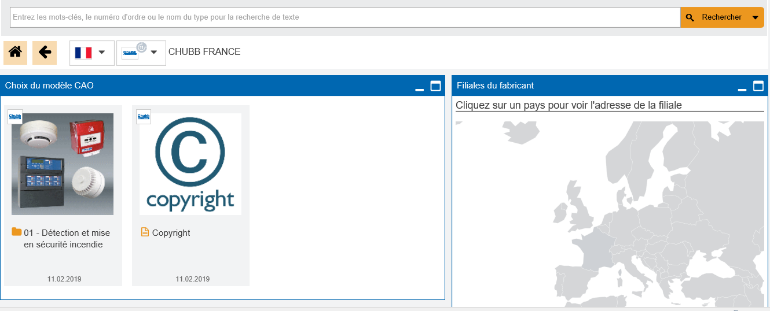 Entrez les mots-clés, le numéro d'ordre ou le nom du type pour la recherche de texte
Rechercher
CHUBB FRANCE
Choix du modèle CAO
Filiales du fabricant
Cliquez sur un pays pour voir l'adresse de la filiale
copyright
01 - Détection et mise
en sécurité incendie
Copyright
11.02.2019
11.02.2019